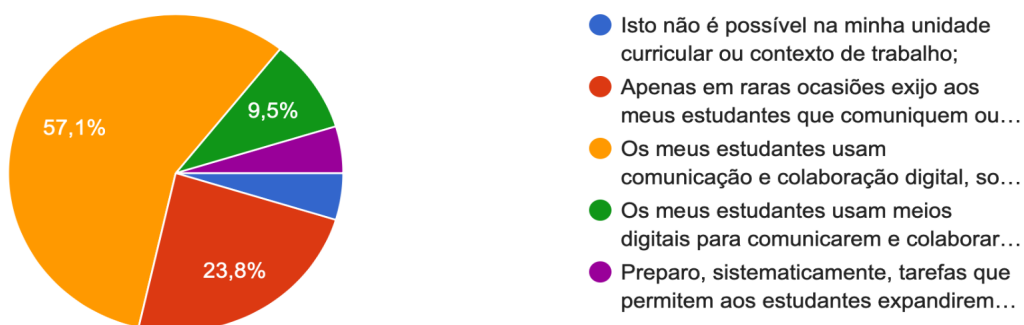 57,1%
9,5%
23,8%
Isto não é possível na minha unidade
curricular ou contexto de trabalho;
Apenas em raras ocasiões exijo aos
meus estudantes que comuniquem ou…
Os meus estudantes usam
comunicação e colaboração digital, so…
Os meus estudantes usam meios
digitais para comunicarem e colaborar…
Preparo, sistematicamente, tarefas que
permitem aos estudantes expandirem…